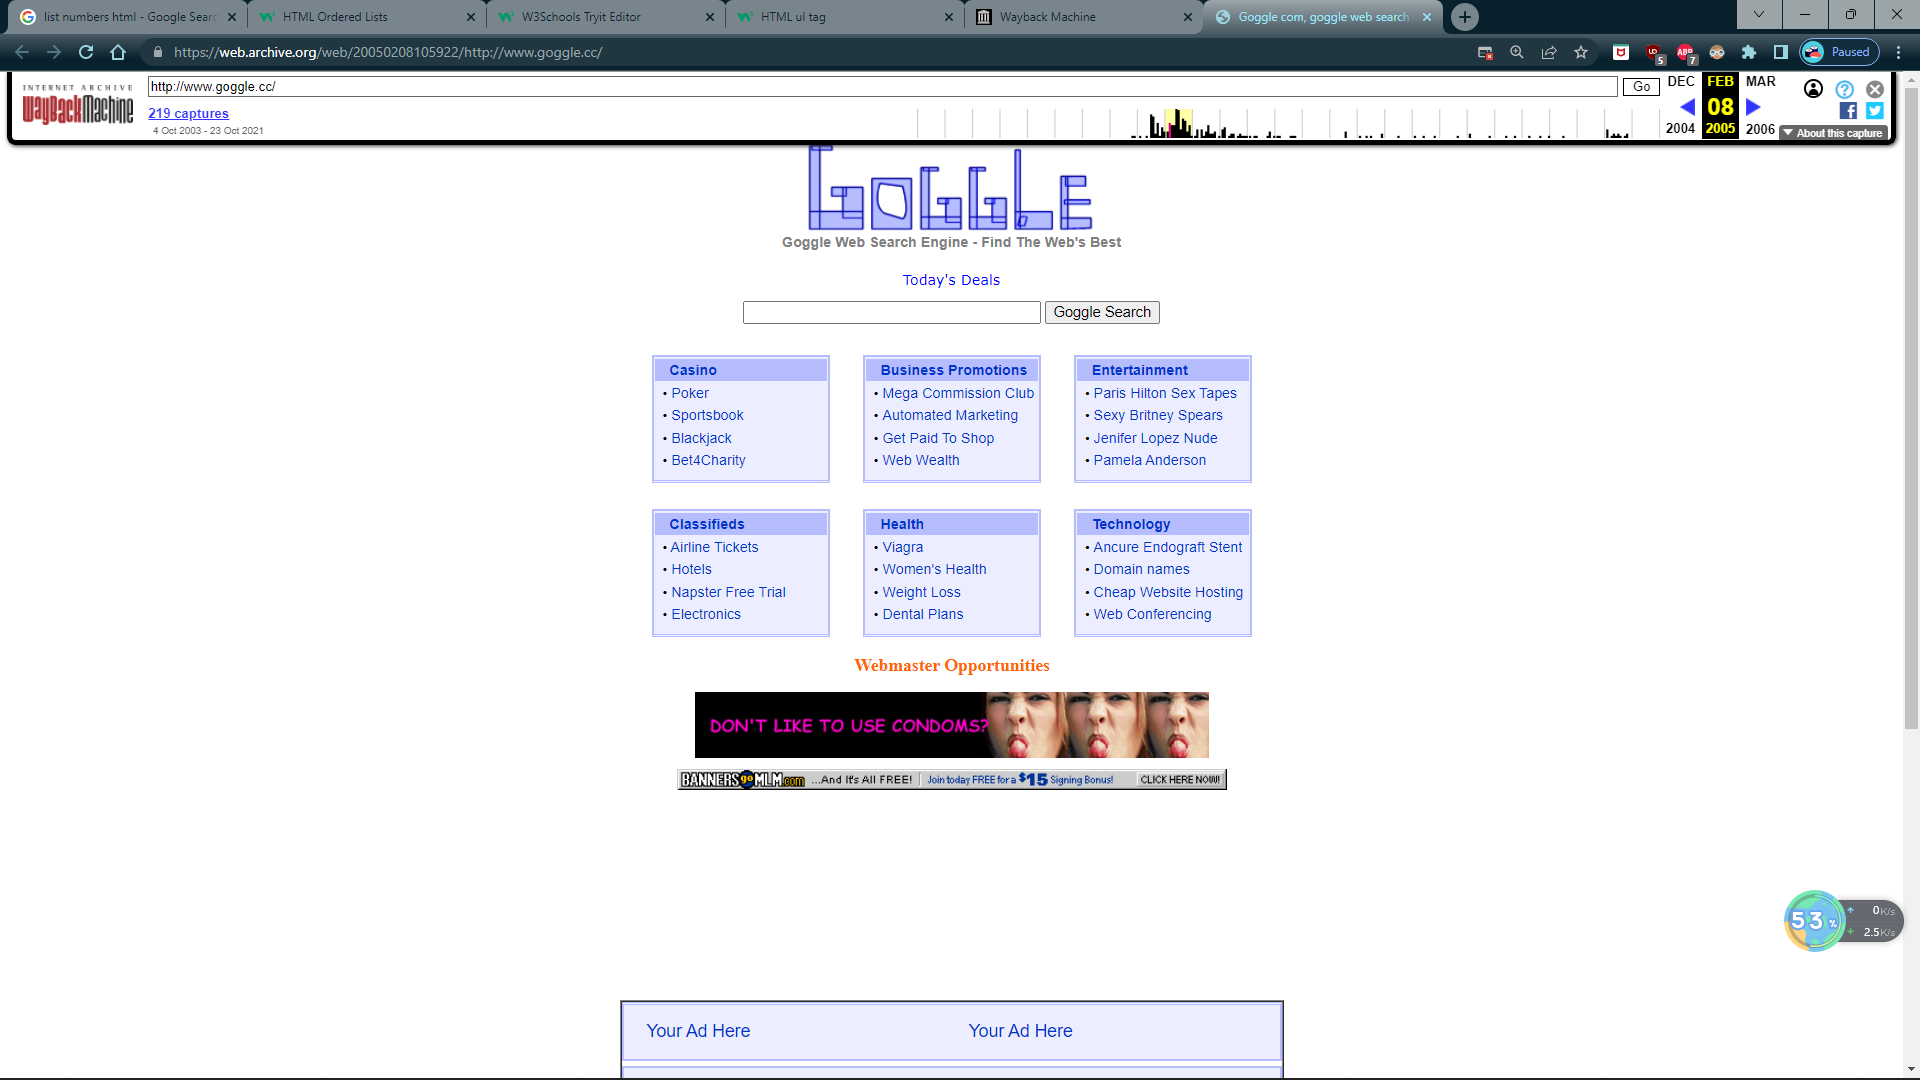 list numbers html - Google Searc
HTML Ordered Lists
W3Schools Tryit Editor
HTML ul tag
Wayback Machine
Goggle com, goggle web search
https://web.archive.org/web/20050208105922/http://www.goggle.cc/
5
ABP
7
Paused
INTERNET ARCHIVE
WayBackMachine
http://www.goggle.cc/
Go
219 captures
4 Oct 2003 - 23 Oct 2021
DEC
FEB
MAR
08
2004
2005
2006
About this capture
GOGGLE
Goggle Web Search Engine - Find The Web's Best
Today's Deals
Goggle Search
Casino
• Poker
• Sportsbook
• Blackjack
• Bet4Charity
Business Promotions
• Mega Commission Club
• Automated Marketing
• Get Paid To Shop
• Web Wealth
Entertainment
• Paris Hilton Sex Tapes
• Sexy Britney Spears
• Jenifer Lopez Nude
• Pamela Anderson
Classifieds
• Airline Tickets
• Hotels
• Napster Free Trial
• Electronics
Health
• Viagra
• Women's Health
• Weight Loss
• Dental Plans
Technology
• Ancure Endograft Stent
• Domain names
• Cheap Website Hosting
• Web Conferencing
Webmaster Opportunities
DON'T LIKE TO USE CONDOMS?
BANNERSgoMLM.com ...And It's All FREE! Join today FREE for a $15 Signing Bonus! CLICK HERE NOW!
53%
0K/s
2.5K/s
Your Ad Here
Your Ad Here